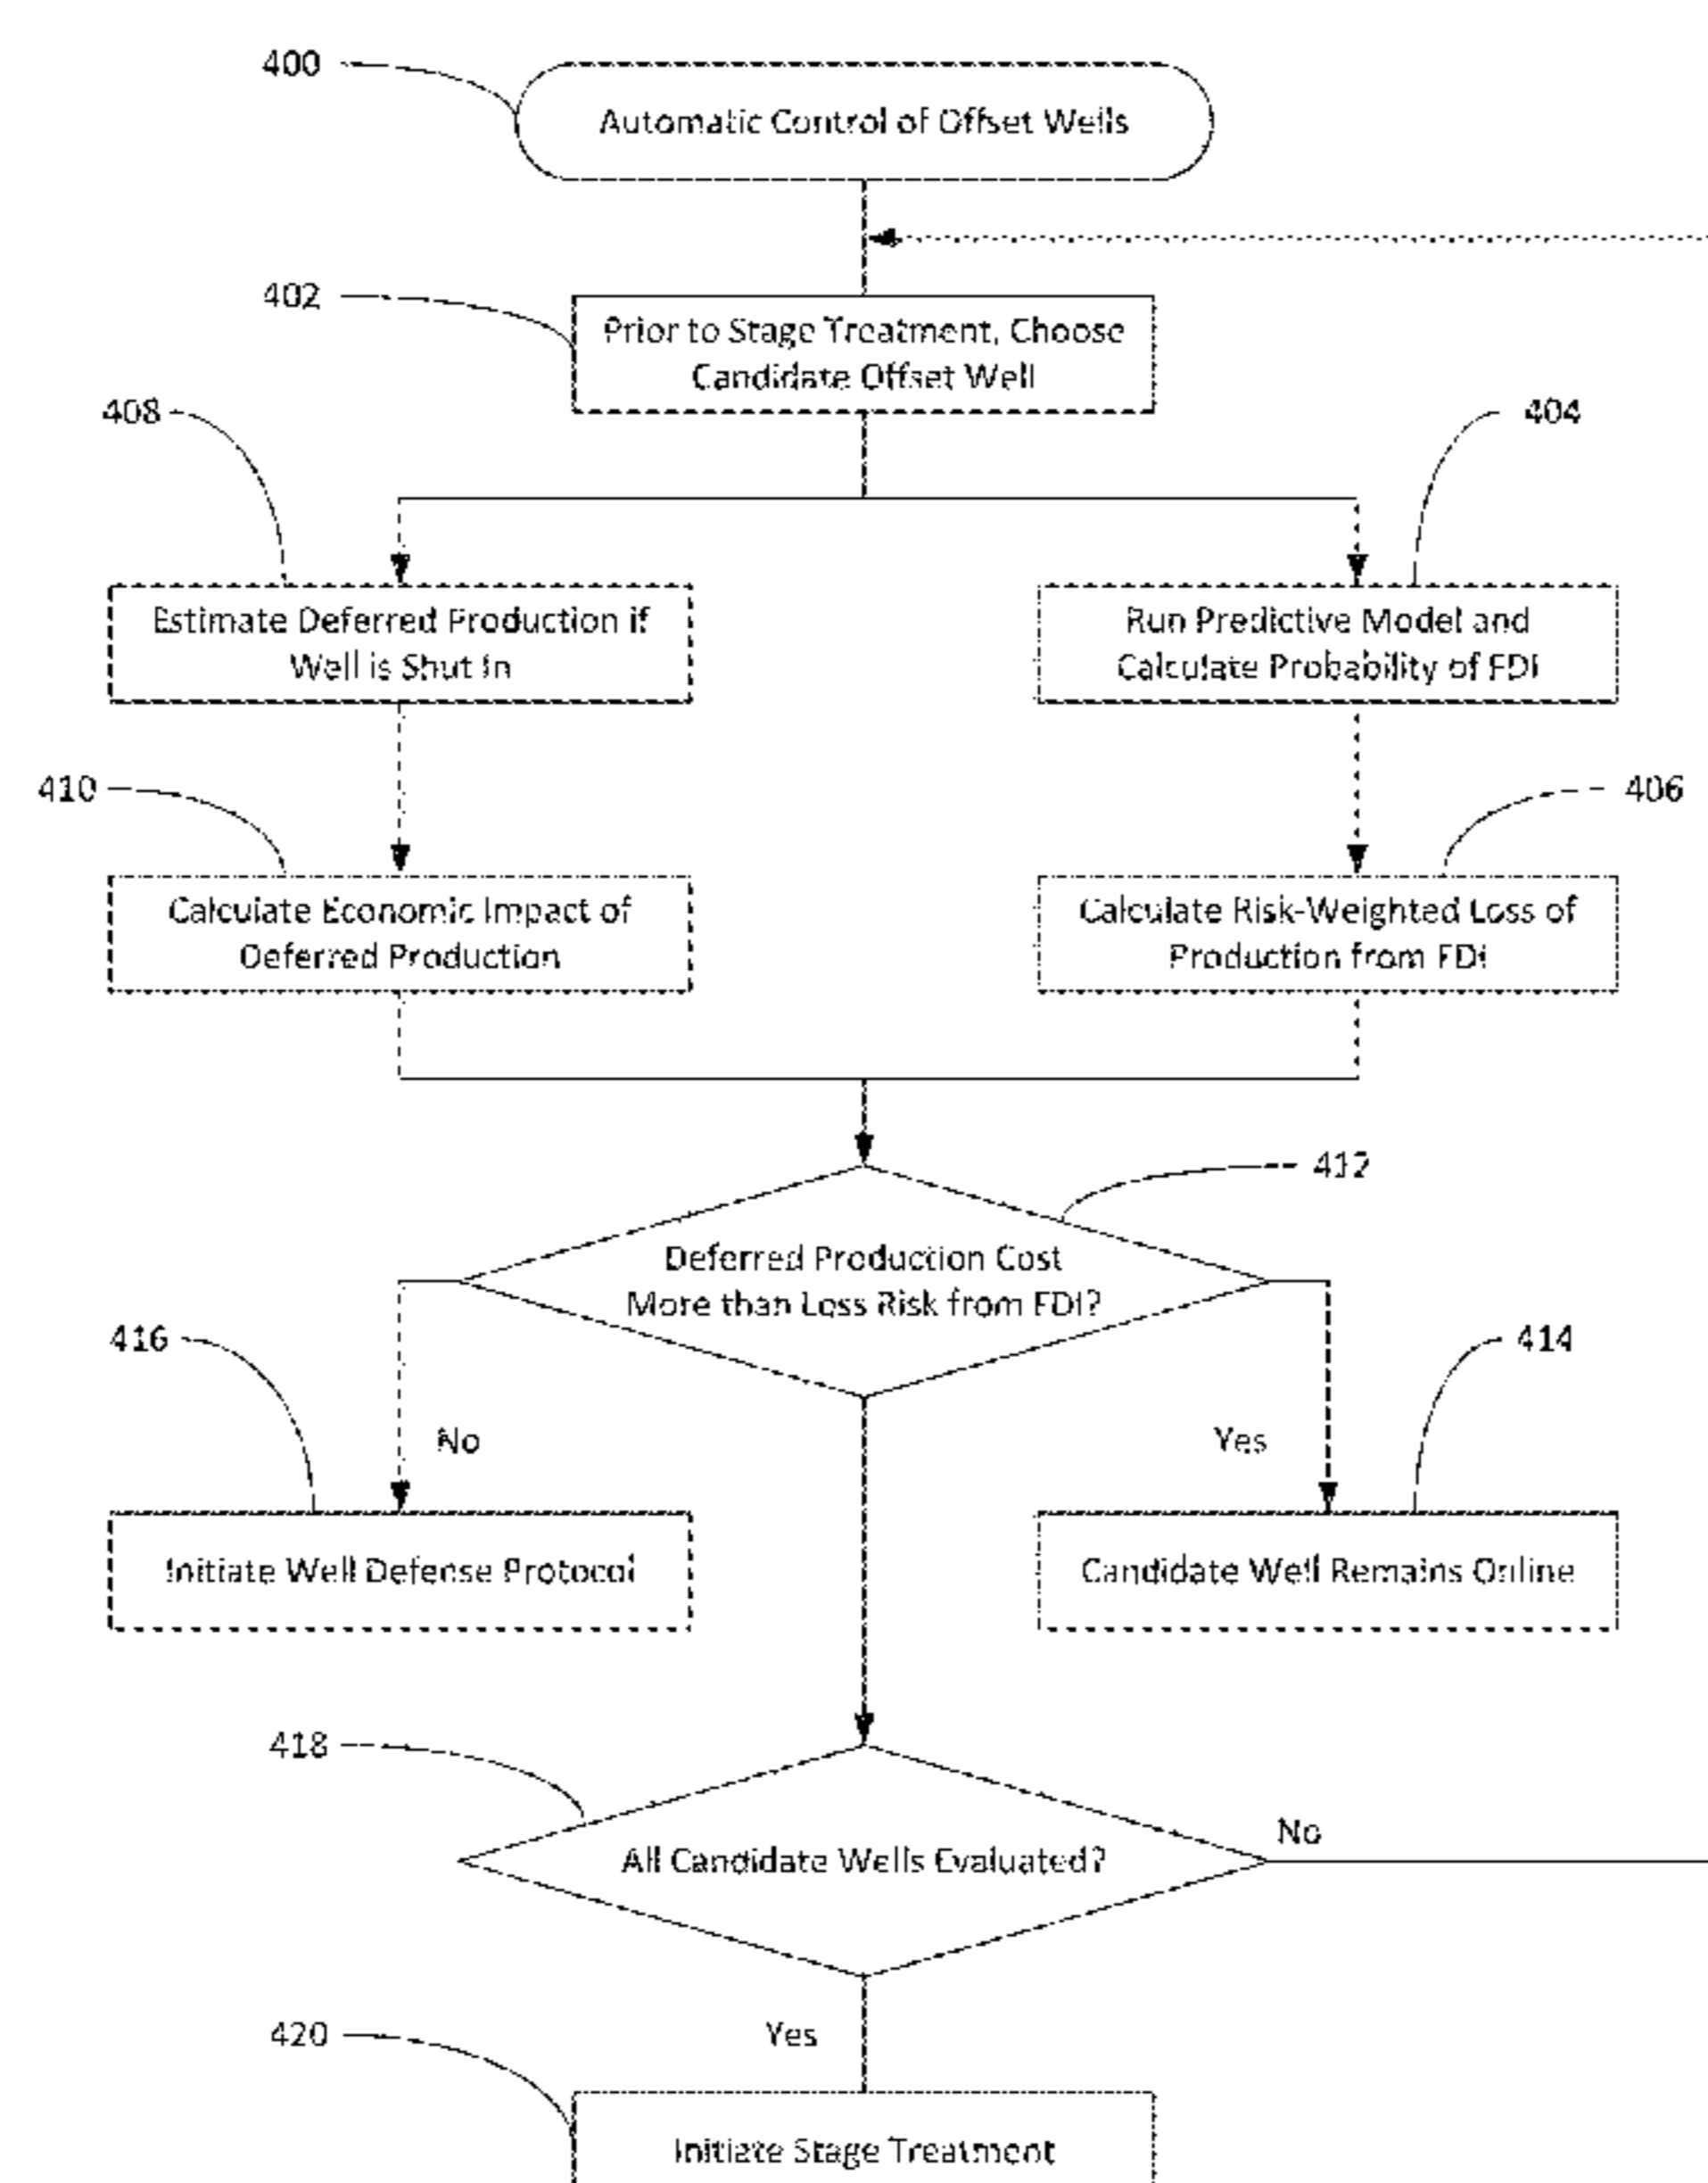 400
Automatic Control of Offset Wells
402
Prior to Stage Treatment, Choose
Candidate Offset Well
408
404
Estimate Deferred Production if
Well is Shut In
Run Predictive Model and
Calculate Probability of FDI
410
406
Calculate Economic Impact of
Deferred Production
Calculate Risk-Weighted Loss of
Production from FDI
412
Deferred Production Cost
More than Loss Risk from FDI?
416
414
No
Yes
Initiate Well Defense Protocol
Candidate Well Remains Online
418
No
All Candidate Wells Evaluated?
420
Yes
Initiate Stage Treatment